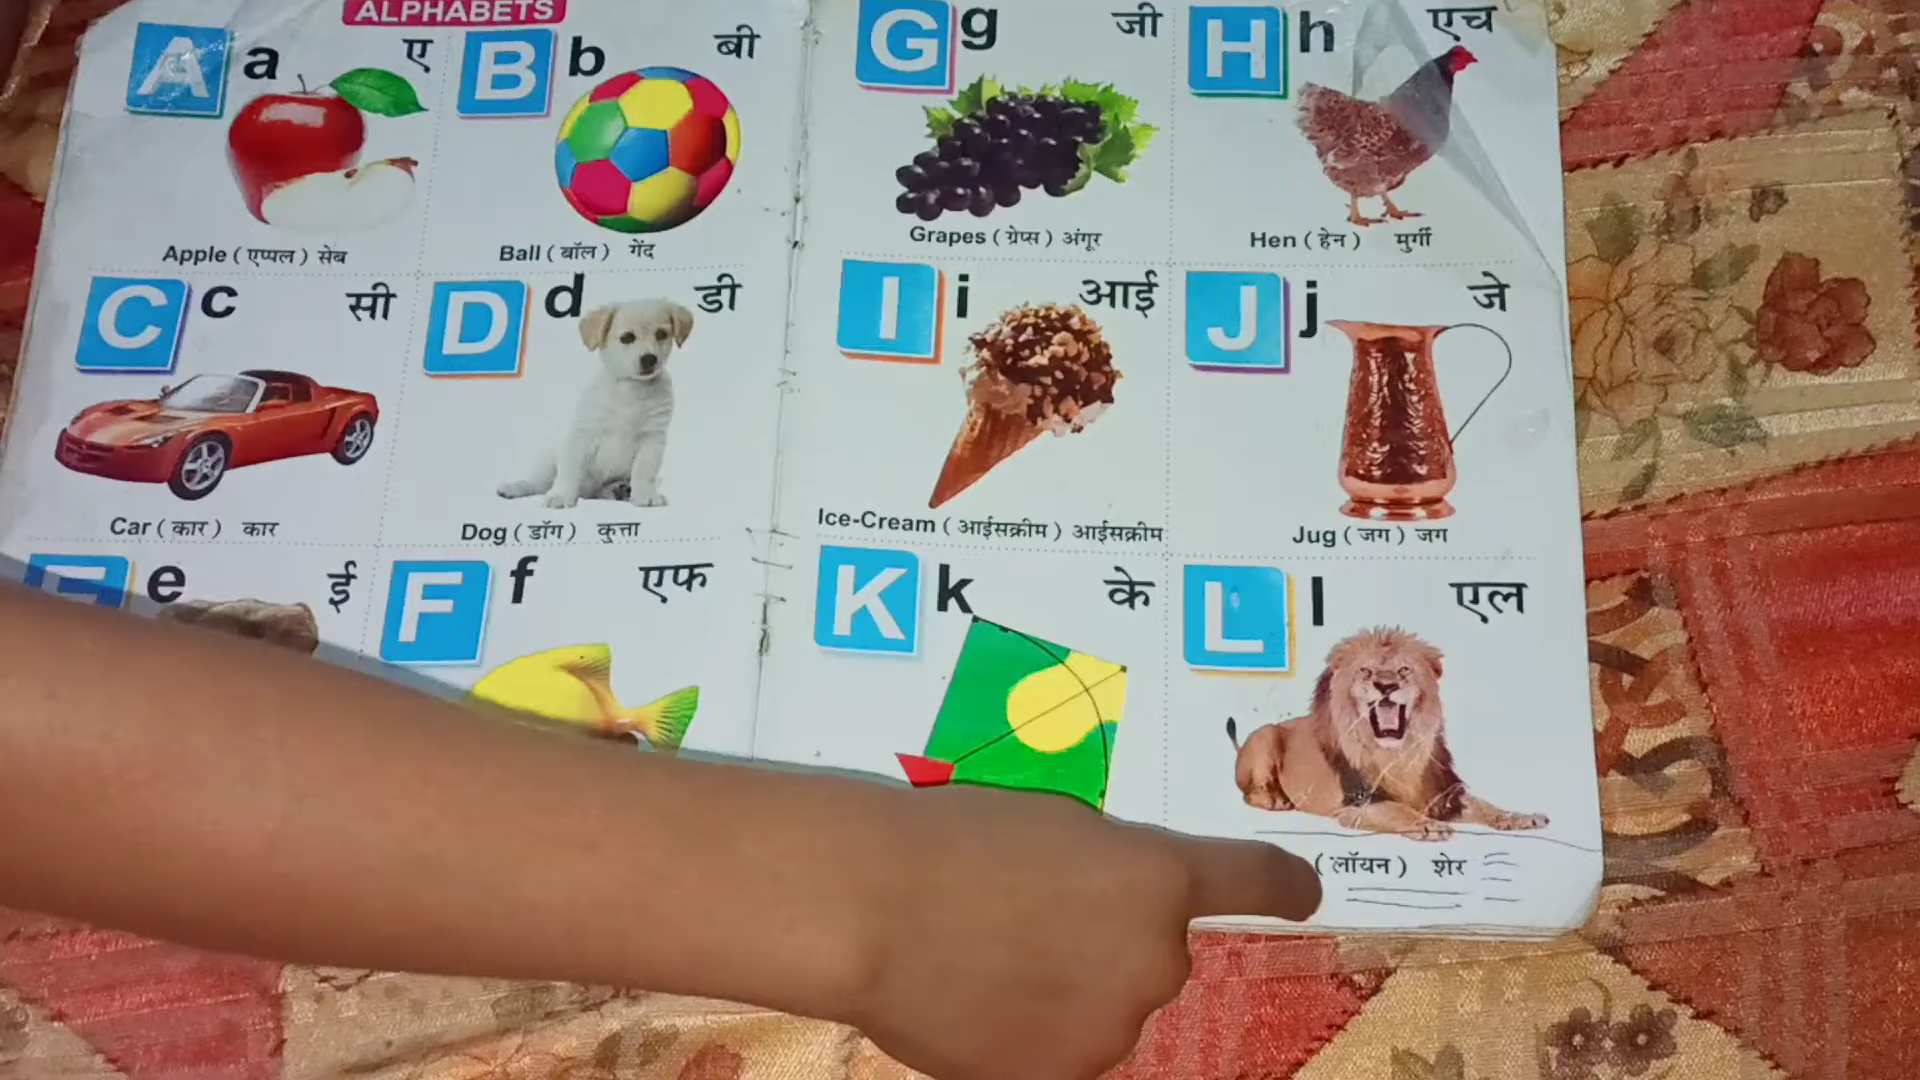 ALPHABETS
A a ए
Apple ( एप्पल ) सेब
B b बी
Ball ( बॉल ) गेंद
C c सी
Car ( कार ) कार
D d डी
Dog ( डॉग ) कुत्ता
E e ई
F f एफ
G g जी
Grapes ( ग्रेप्स ) अंगूर
H h एच
Hen ( हेन ) मुर्गी
I i आई
Ice-Cream ( आईसक्रीम ) आईसक्रीम
J j जे
Jug ( जग ) जग
K k के
L l एल
( लॉयन ) शेर